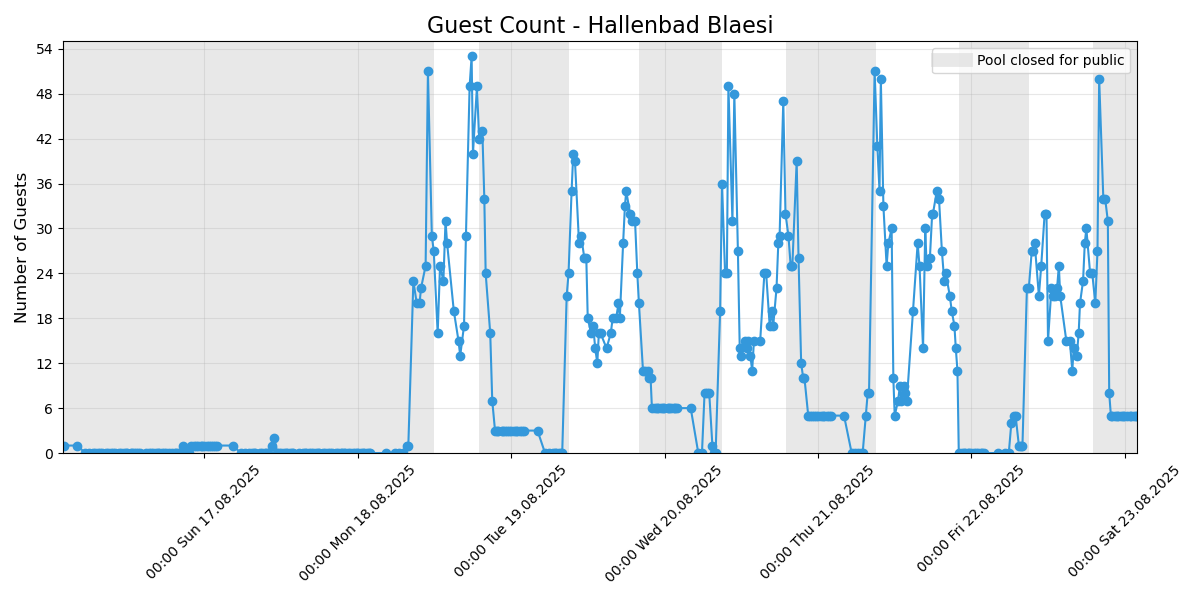 Guest Count - Hallenbad Blaesi
Pool closed for public
Number of Guests
54
48
42
36
30
24
18
12
6
0
00:00 Sun 17.08.2025
00:00 Mon 18.08.2025
00:00 Tue 19.08.2025
00:00 Wed 20.08.2025
00:00 Thu 21.08.2025
00:00 Fri 22.08.2025
00:00 Sat 23.08.2025